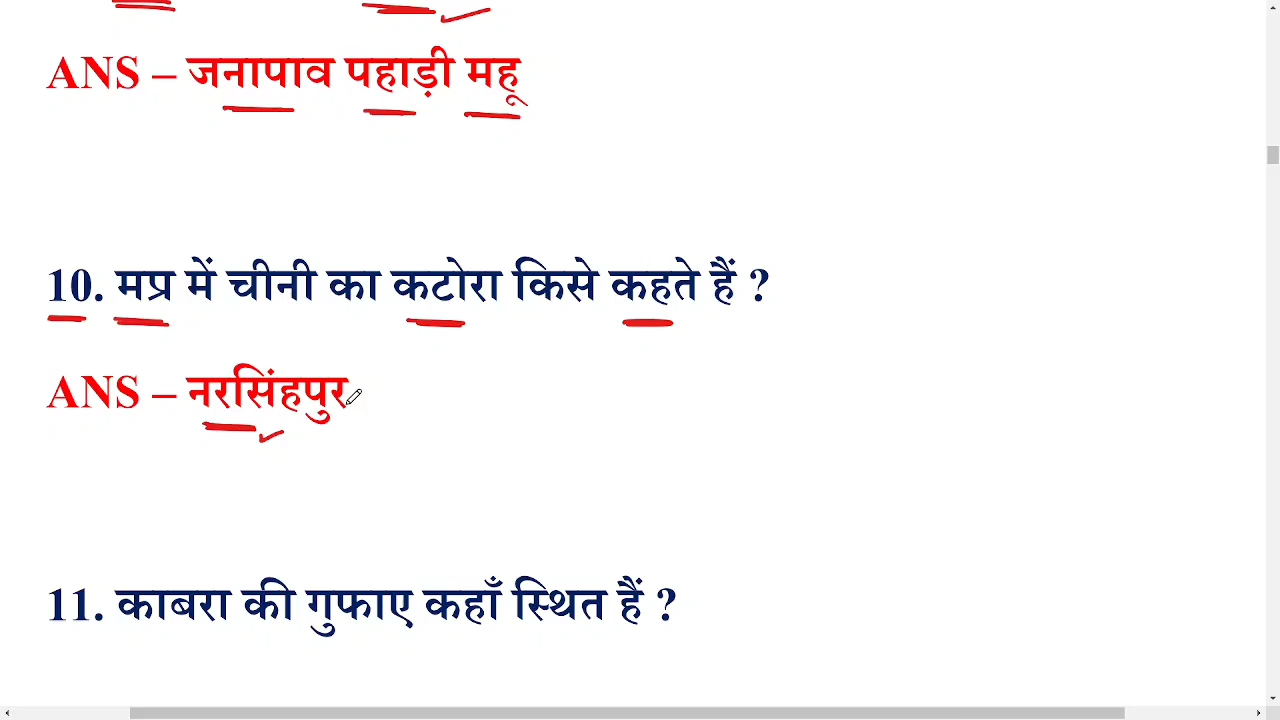 ANS – जनापाव पहाड़ी महू
10. मप्र में चीनी का कटोरा किसे कहते हैं ?
ANS – नरसिंहपुर
11. काबरा की गुफाए कहाँ स्थित हैं ?